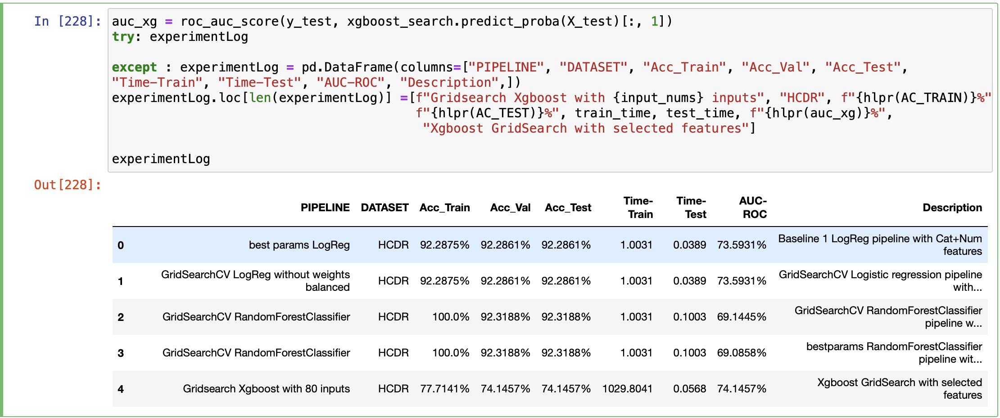 In [228]:
auc_xg = roc_auc_score(y_test, xgboost_search.predict_proba(X_test)[:, 1])
try: experimentLog
except : experimentLog = pd.DataFrame(columns=["PIPELINE", "DATASET", "Acc_Train", "Acc_Val", "Acc_Test",
"Time-Train", "Time-Test", "AUC-ROC", "Description",])
experimentLog.loc[len(experimentLog)] =[f"Gridsearch Xgboost with {input_nums} inputs", "HCDR", f"{hlpr(AC_TRAIN)}%"
f"{hlpr(AC_TEST)}%", train_time, test_time, f"{hlpr(auc_xg)}%",
"Xgboost GridSearch with selected features"]
experimentLog
Out[228]:
PIPELINE DATASET Acc_Train Acc_Val Acc_Test Time-Train Time-Test AUC-ROC Description
0 best params LogReg HCDR 92.2875% 92.2861% 92.2861% 1.0031 0.0389 73.5931% Baseline 1 LogReg pipeline with Cat+Num
features
1 GridSearchCV LogReg without weights
balanced HCDR 92.2875% 92.2861% 92.2861% 1.0031 0.0389 73.5931% GridSearchCV Logistic regression pipeline
with...
2 GridSearchCV RandomForestClassifier HCDR 100.0% 92.3188% 92.3188% 1.0031 0.1003 69.1445% GridSearchCV RandomForestClassifier
pipeline w...
3 GridSearchCV RandomForestClassifier HCDR 100.0% 92.3188% 92.3188% 1.0031 0.1003 69.0858% bestparams RandomForestClassifier
pipeline wit...
4 Gridsearch Xgboost with 80 inputs HCDR 77.7141% 74.1457% 74.1457% 1029.8041 0.0568 74.1457% Xgboost GridSearch with selected
features